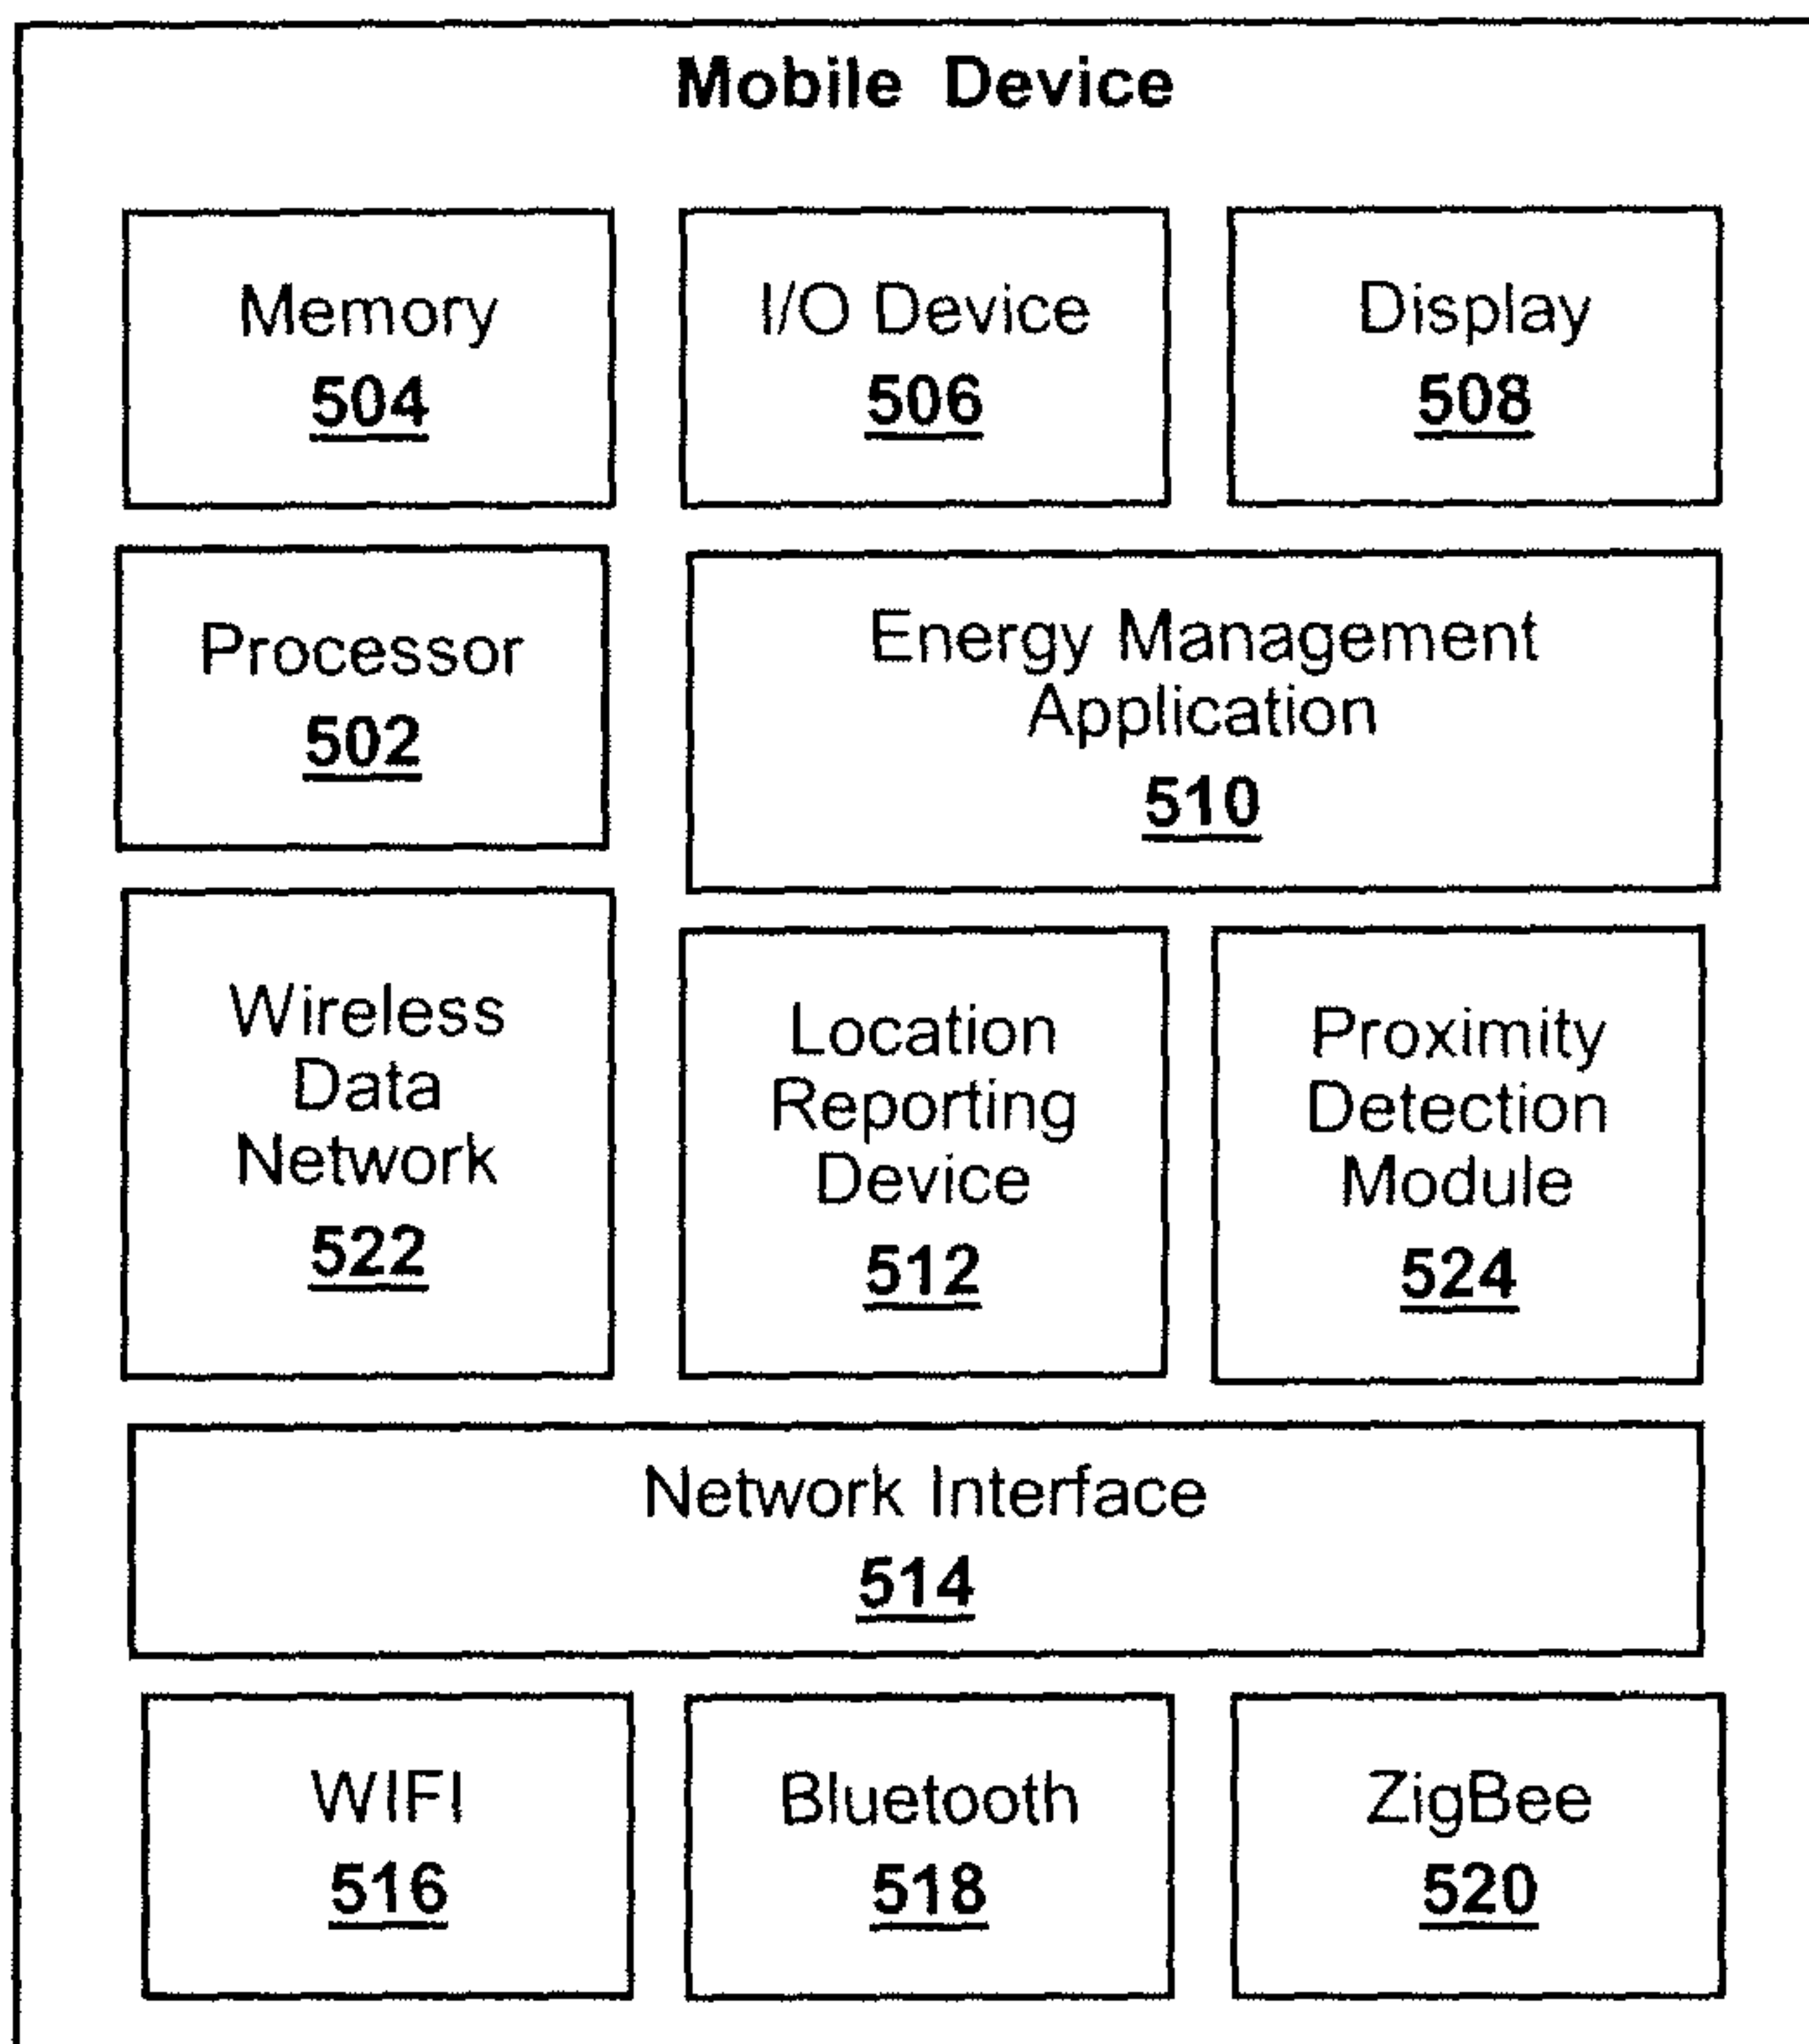 Mobile Device
Memory
504
I/O Device
506
Display
508
Processor
502
Energy Management
Application
510
Wireless
Data
Network
522
Location
Reporting
Device
512
Proximity
Detection
Module
524
Network Interface
514
WIFI
516
Bluetooth
518
ZigBee
520